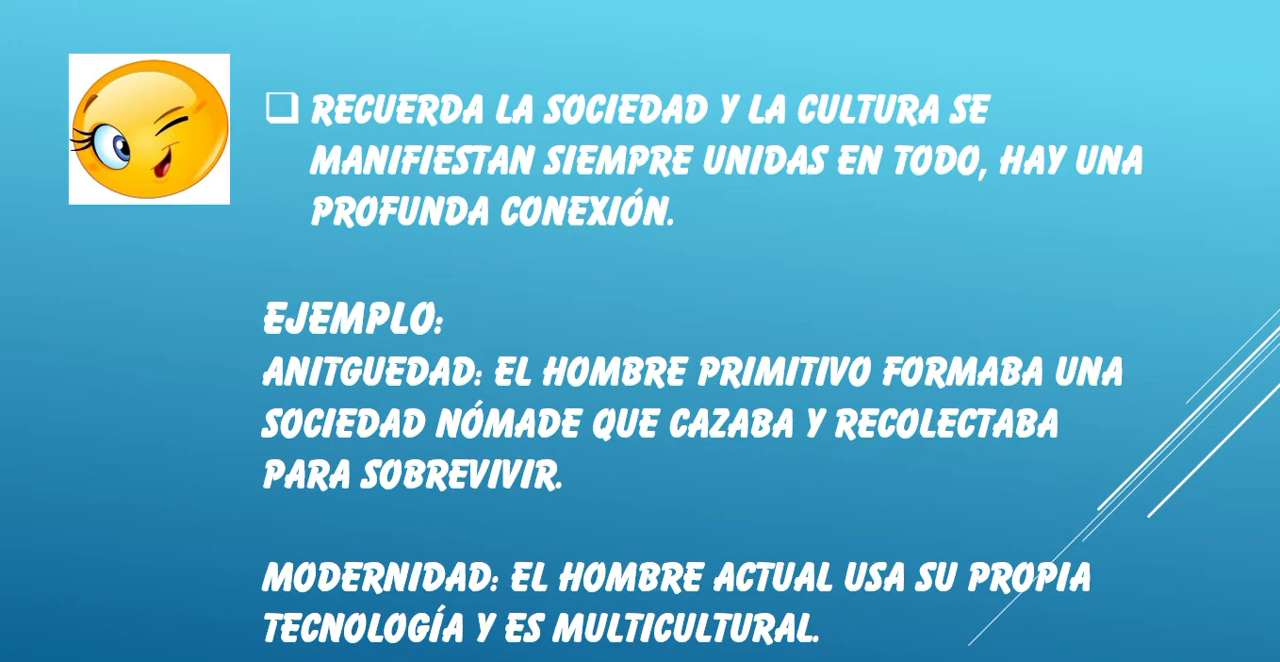 ❑ RECUERDA LA SOCIEDAD Y LA CULTURA SE
MANIFIESTAN SIEMPRE UNIDAS EN TODO, HAY UNA
PROFUNDA CONEXIÓN.
EJEMPLO:
ANITGUEDAD: EL HOMBRE PRIMITIVO FORMABA UNA
SOCIEDAD NÓMADE QUE CAZABA Y RECOLECTABA
PARA SOBREVIVIR.
MODERNIDAD: EL HOMBRE ACTUAL USA SU PROPIA
TECNOLOGÍA Y ES MULTICULTURAL.